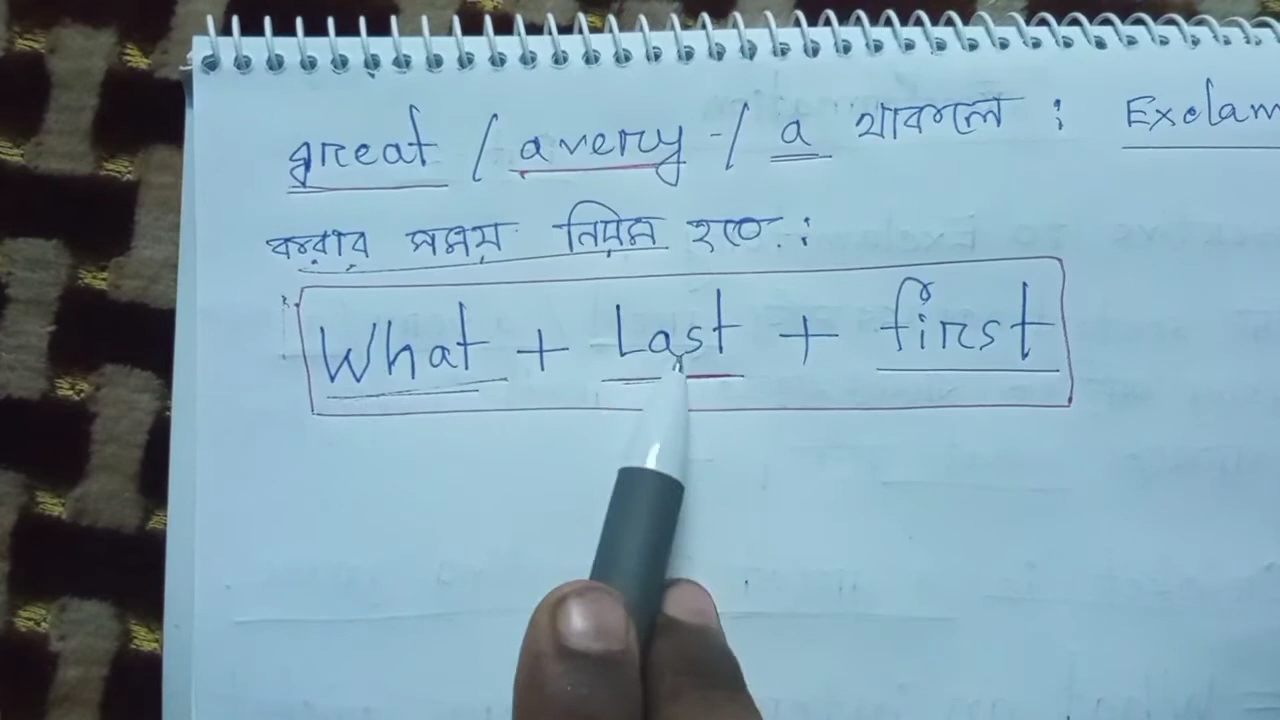 great / a very / a থাকলে : Exclam
করার সময় নিয়ম হবে :
What + Last + first